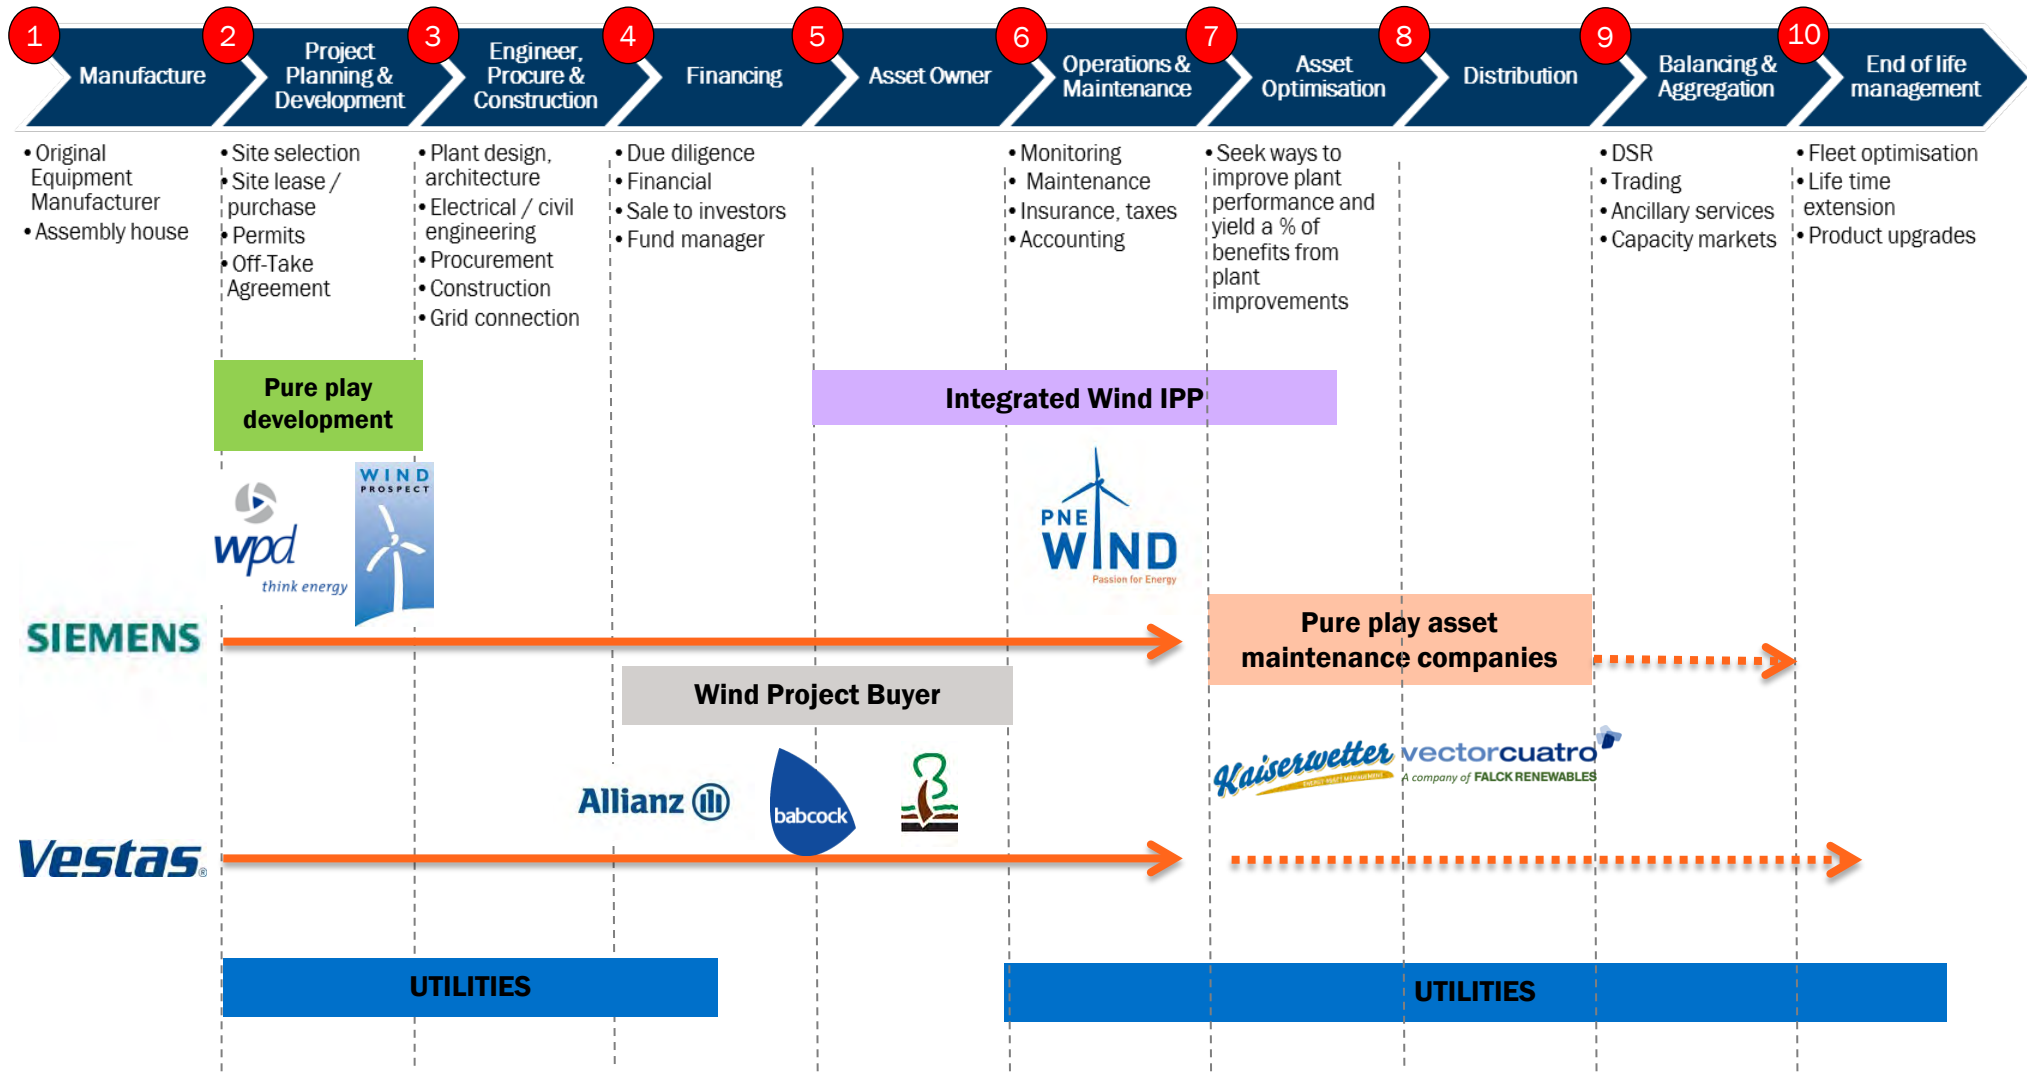 1
2
3
4
5
6
7
8
9
10
Manufacture
Project
Planning &
Development
Engineer,
Procure &
Construction
Financing
Asset Owner
Operations &
Maintenance
Asset
Optimisation
Distribution
Balancing &
Aggregation
End of life
management
• Original
Equipment
Manufacturer
• Assembly house
• Site selection
• Site lease /
purchase
• Permits
• Off-Take
Agreement
• Plant design,
architecture
• Electrical / civil
engineering
• Procurement
• Construction
• Grid connection
• Due diligence
• Financial
• Sale to investors
• Fund manager
• Monitoring
• Maintenance
• Insurance, taxes
• Accounting
• Seek ways to
improve plant
performance and
yield a % of
benefits from
plant
improvements
• DSR
• Trading
• Ancillary services
• Capacity markets
• Fleet optimisation
• Life time
extension
• Product upgrades
Pure play
development
Integrated Wind IPP
wpd
think energy
WIND
PROSPECT
PNE
WIND
Passion for Energy
SIEMENS
Pure play asset
maintenance companies
Wind Project Buyer
Allianz
babcock
Kaiserwetter
ENERGY ASSET MANAGEMENT
vectorcuatro
A company of FALCK RENEWABLES
Vestas®
UTILITIES
UTILITIES